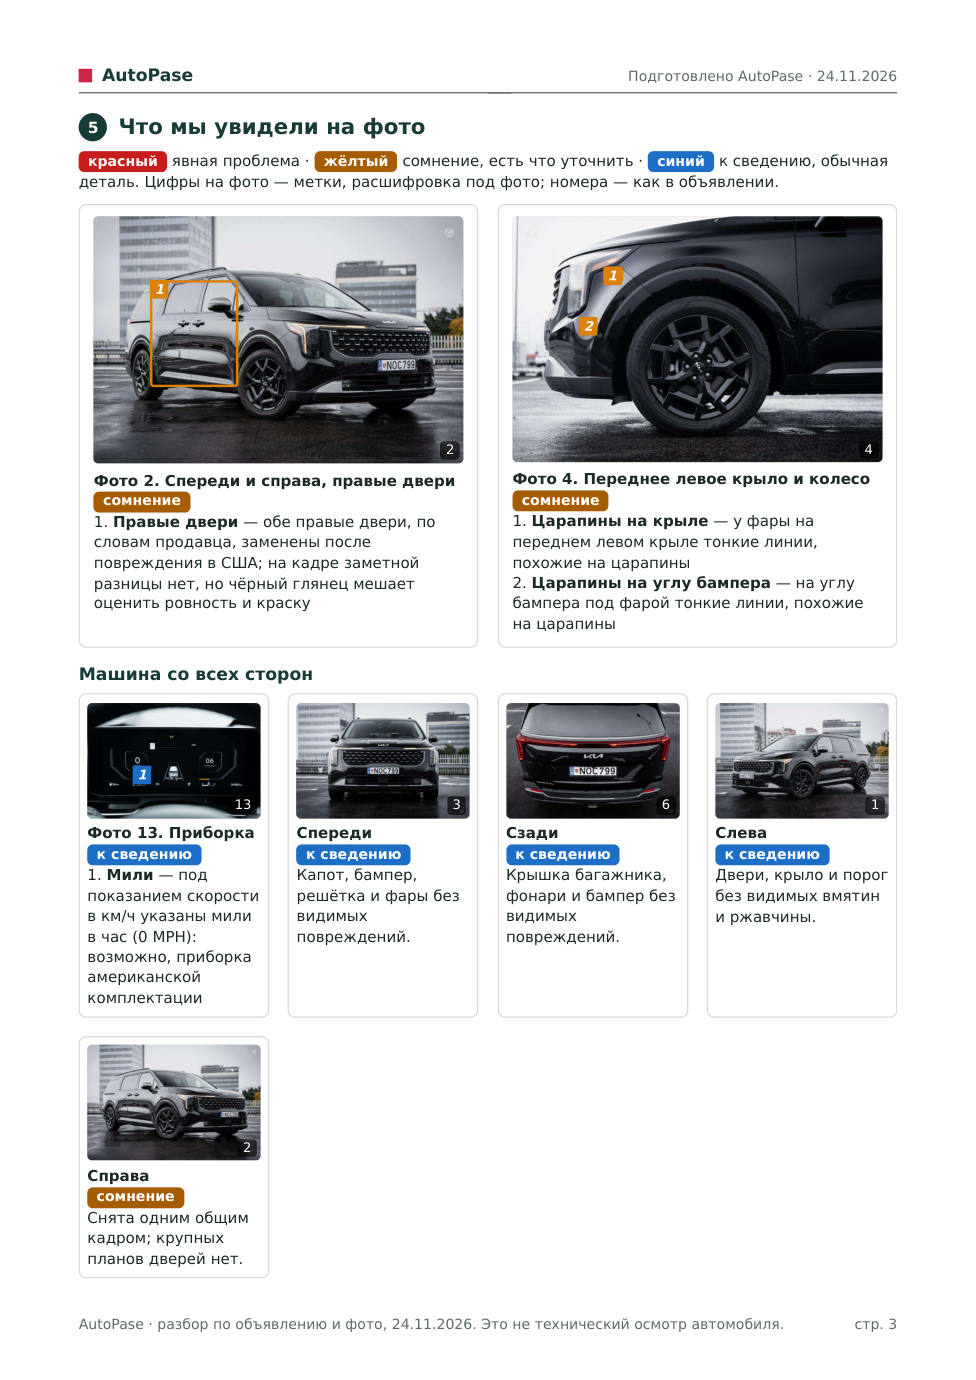 AutoPase
Подготовлено AutoPase · 24.11.2026
5 Что мы увидели на фото
красный явная проблема · жёлтый сомнение, есть что уточнить · синий к сведению, обычная
деталь. Цифры на фото — метки, расшифровка под фото; номера — как в объявлении.
1
NOC799
2
Фото 2. Спереди и справа, правые двери
сомнение
1. Правые двери — обе правые двери, по
словам продавца, заменены после
повреждения в США; на кадре заметной
разницы нет, но чёрный глянец мешает
оценить ровность и краску
1
2
4
Фото 4. Переднее левое крыло и колесо
сомнение
1. Царапины на крыле — у фары на
переднем левом крыле тонкие линии,
похожие на царапины
2. Царапины на углу бампера — на углу
бампера под фарой тонкие линии, похожие
на царапины
Машина со всех сторон
0
06
1
13
Фото 13. Приборка
к сведению
1. Мили — под
показанием скорости
в км/ч указаны мили
в час (0 MPH):
возможно, приборка
американской
комплектации
NOC799
3
Спереди
к сведению
Капот, бампер,
решётка и фары без
видимых
повреждений.
KIA
NOC799
6
Сзади
к сведению
Крышка багажника,
фонари и бампер без
видимых
повреждений.
1
Слева
к сведению
Двери, крыло и порог
без видимых вмятин
и ржавчины.
2
Справа
сомнение
Снята одним общим
кадром; крупных
планов дверей нет.
AutoPase · разбор по объявлению и фото, 24.11.2026. Это не технический осмотр автомобиля.
стр. 3